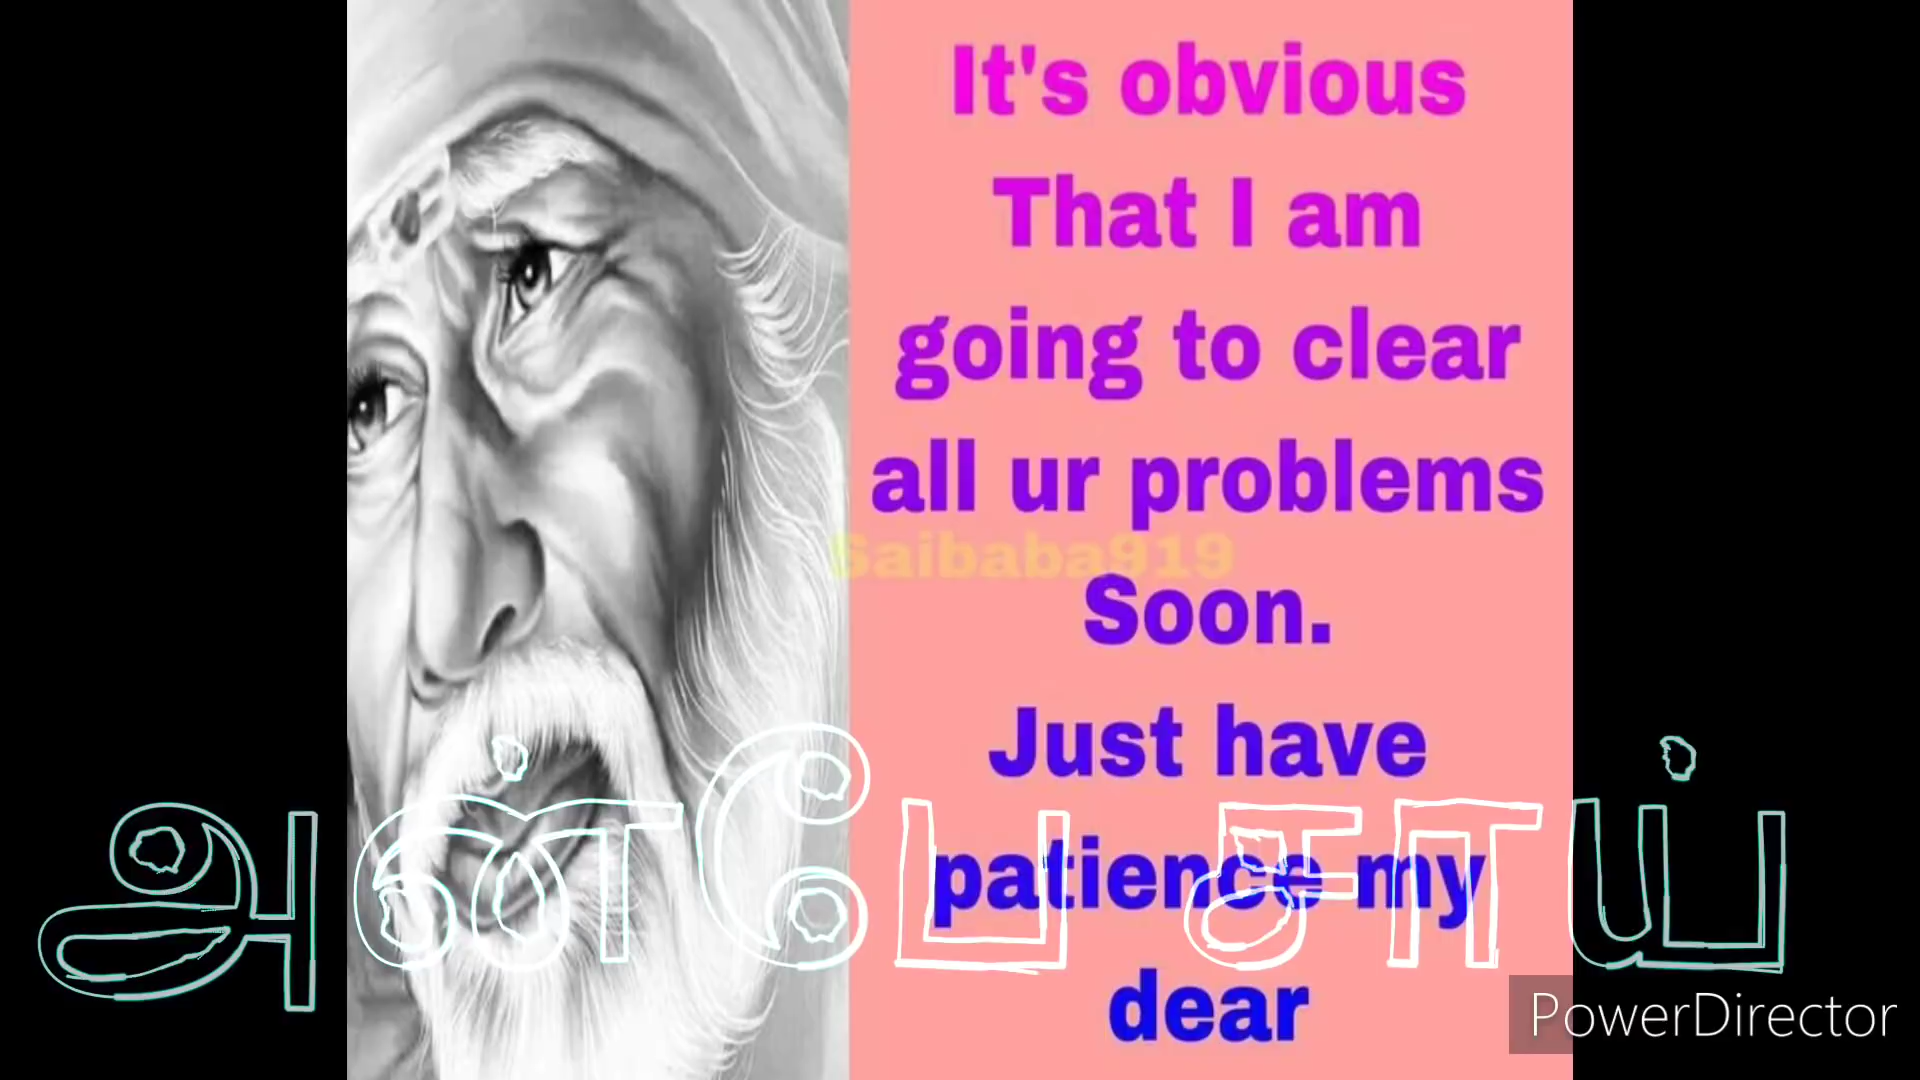 It's obvious
That I am
going to clear
all ur problems
Saibaba919
Soon.
Just have
patience my
dear
அன்பே சாய்
PowerDirector